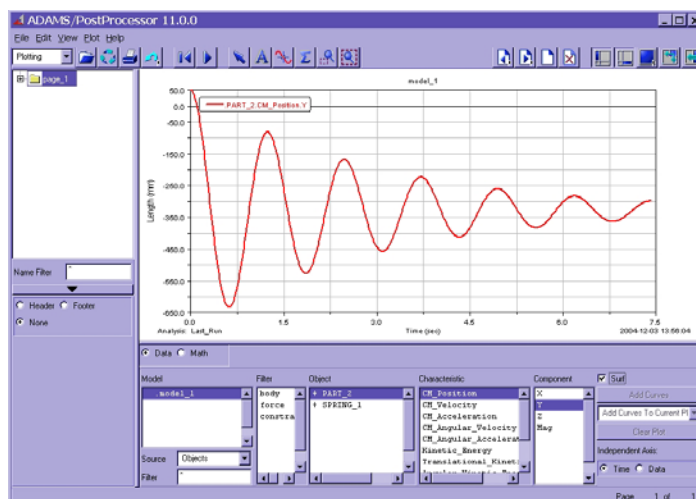 ADAMS/PostProcessor 11.0.0
File Edit View Plot Help
Plotting
page_1
model_1
.PART_2.CM_Position.Y
50.0
0.0
-50.0
-150.0
-250.0
-350.0
-450.0
-550.0
-650.0
Length (mm)
0.0 1.5 3.0 4.5 6.0 7.5
Analysis: Last_Run Time (sec) 2004-12-03 13:56:04
Name Filter *
Header Footer
None
Data Math
Model Filter Object Characteristic Component Surf
.model_1 body + PART_2 CM_Position X Add Curves
force + SPRING_1 CM_Velocity Y
constra CM_Acceleration Z Add Curves To Current Pl
CM_Angular_Velocit Mag
CM_Angular_Accelerat Clear Plot
Kinetic_Energy
Source Objects Translational_Kineti Independent Axis:
Filter * Time Data
Page 1 of 1